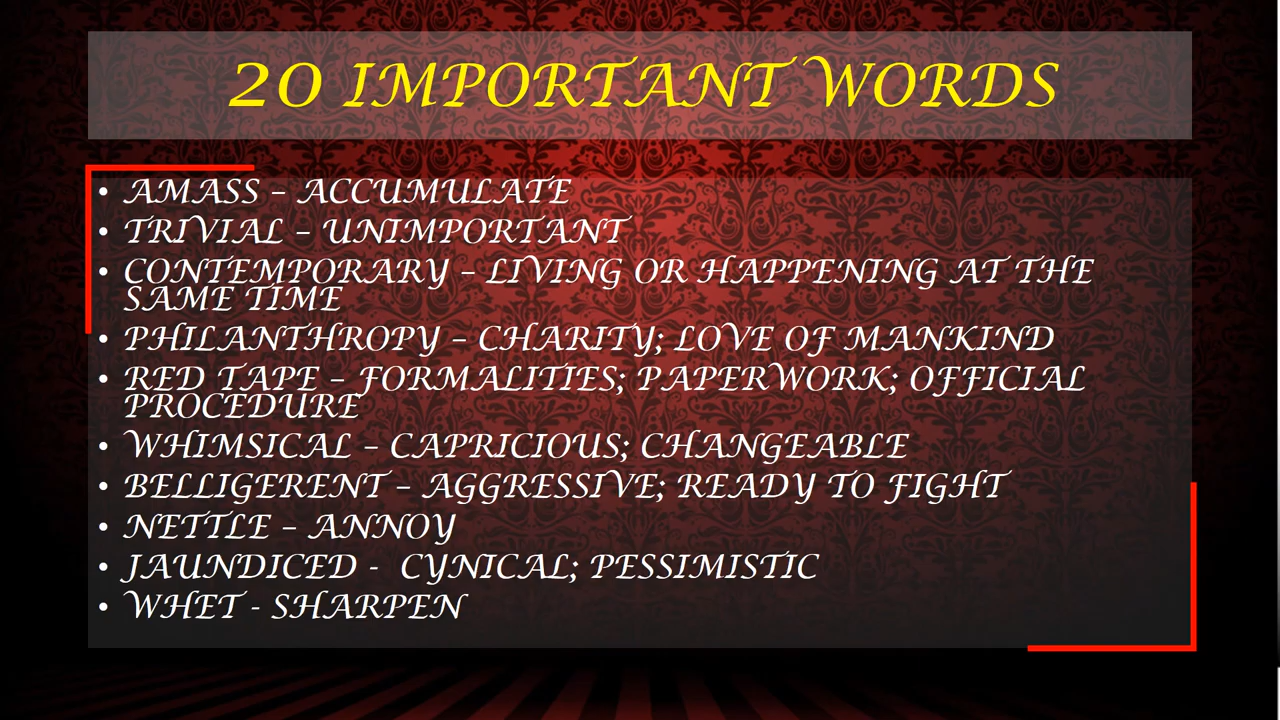 20 IMPORTANT WORDS
• AMASS – ACCUMULATE
• TRIVIAL – UNIMPORTANT
• CONTEMPORARY – LIVING OR HAPPENING AT THE
SAME TIME
• PHILANTHROPY – CHARITY; LOVE OF MANKIND
• RED TAPE – FORMALITIES; PAPERWORK; OFFICIAL
PROCEDURE
• WHIMSICAL – CAPRICIOUS; CHANGEABLE
• BELLIGERENT – AGGRESSIVE; READY TO FIGHT
• NETTLE – ANNOY
• JAUNDICED - CYNICAL; PESSIMISTIC
• WHET - SHARPEN